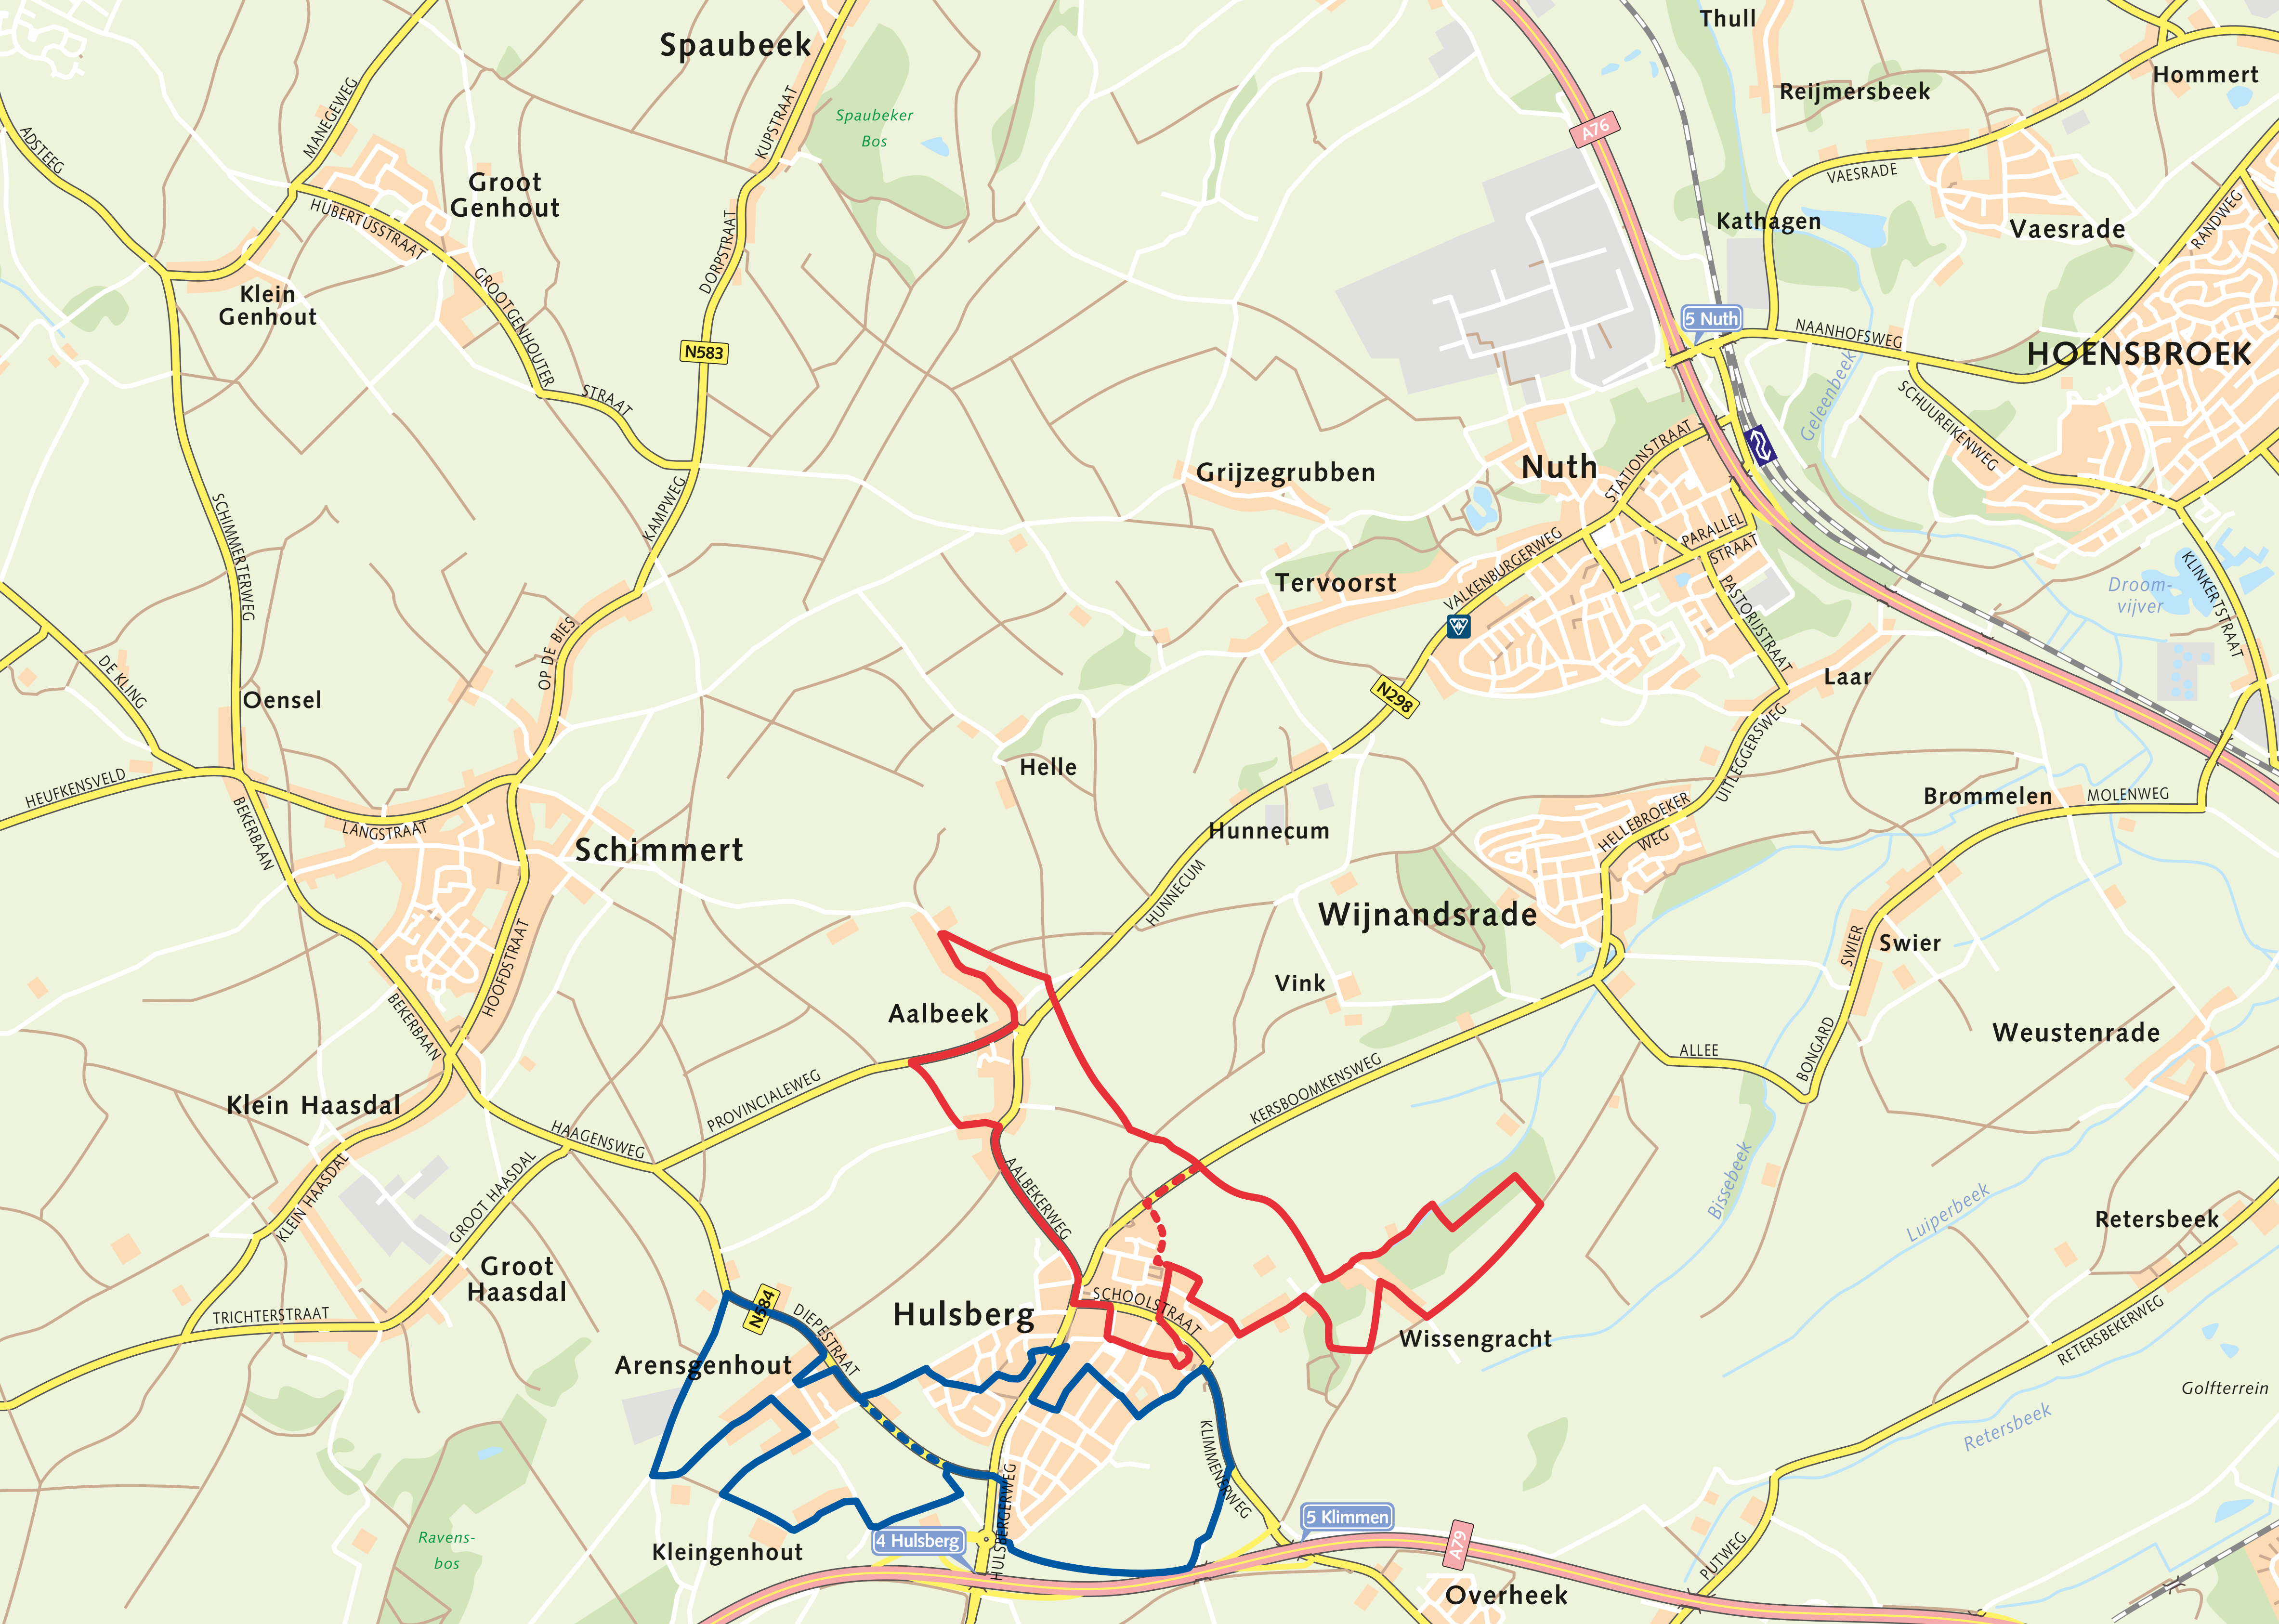 Thull
Spaubeek
Hommert
Reijmersbeek
MANEGEWEG
KUPSTRAAT
Spaubeker
Bos
A76
ADSTEEG
VAESRADE
Groot
Genhout
HUBERTUSSTRAAT
Kathagen
Vaesrade
RANDWEG
DORPSTRAAT
Klein
Genhout
GROOTGENHOUTER
STRAAT
5 Nuth
NAANHOFSWEG
N583
HOENSBROEK
Geleenbeek
SCHUUREIKENWEG
Grijzegrubben
Nuth
STATIONSTRAAT
KAMPWEG
SCHIMMERTERWEG
PARALLEL
STRAAT
VALKENBURGERWEG
Tervoorst
PASTORIJSTRAAT
Droom-
vijver
KLINKERTSTRAAT
OP DE BIES
DE KLING
Oensel
Laar
N298
UITLEGGERSWEG
Helle
HEUFKENSVELD
Brommelen
MOLENWEG
BEKERBAAN
LANGSTRAAT
Hunnecum
HELLEBROEKER
WEG
Schimmert
HUNNECUM
Wijnandsrade
SWIER
Swier
HOOFDSTRAAT
Vink
BEKERBAAN
Aalbeek
Weustenrade
ALLEE
BONGARD
Klein Haasdal
PROVINCIALEWEG
KERSBOOMKENSWEG
HAAGENSWEG
AALBEKERWEG
KLEIN HAASDAL
GROOT HAASDAL
Bissebeek
Luiperbeek
Retersbeek
Groot
Haasdal
TRICHTERSTRAAT
N584
DIEPESTRAAT
Hulsberg
SCHOOLSTRAAT
Wissengracht
RETERSBEKERWEG
Arensgenhout
Golfterrein
Retersbeek
KLIMMENERWEG
HULSBERGERWEG
5 Klimmen
Ravens-
bos
Kleingenhout
4 Hulsberg
A79
PUTWEG
Overheek